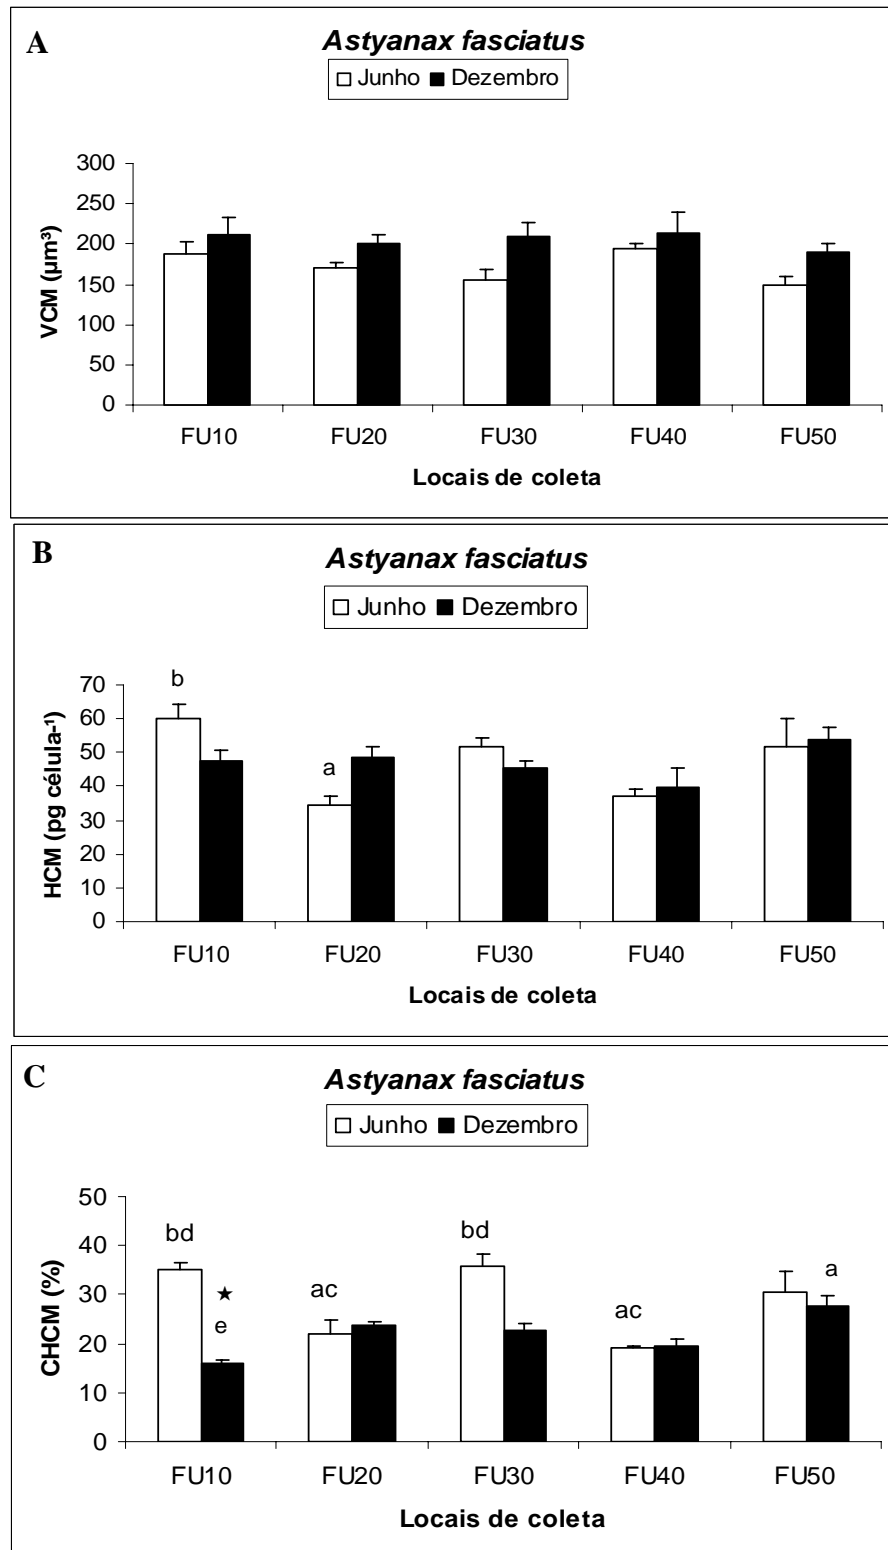 A
Astyanax fasciatus
Junho Dezembro
VCM (µm³)
300
250
200
150
100
50
0
FU10 FU20 FU30 FU40 FU50
Locais de coleta
B
Astyanax fasciatus
Junho Dezembro
HCM (pg célula-¹)
70
60
50
40
30
20
10
0
b
a
FU10 FU20 FU30 FU40 FU50
Locais de coleta
C
Astyanax fasciatus
Junho Dezembro
CHCM (%)
50
40
30
20
10
0
bd bd
★ a
ac ac
e
FU10 FU20 FU30 FU40 FU50
Locais de coleta